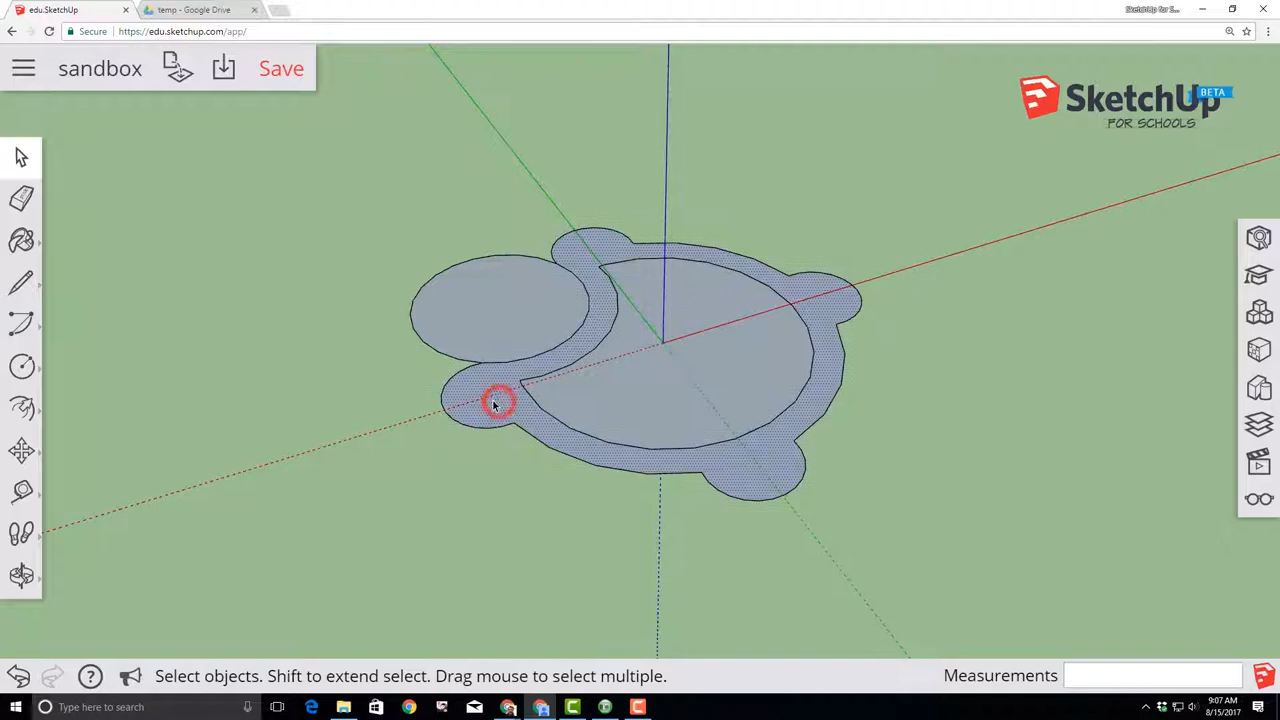 edu.SketchUp
temp - Google Drive
SketchUp for S...
Secure
https://edu.sketchup.com/app/
sandbox
Save
SketchUp
BETA
FOR SCHOOLS
Select objects. Shift to extend select. Drag mouse to select multiple.
Measurements
Type here to search
9:07 AM
8/15/2017